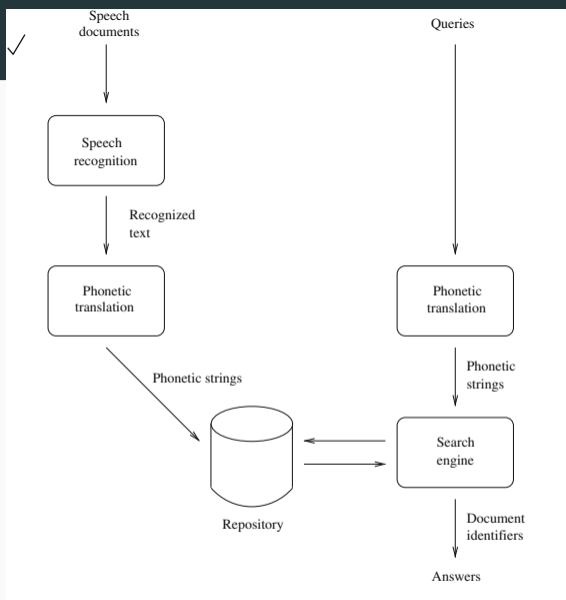 Speech
documents
Queries
Speech
recognition
Recognized
text
Phonetic
translation
Phonetic
translation
Phonetic strings
Phonetic
strings
Search
engine
Repository
Document
identifiers
Answers